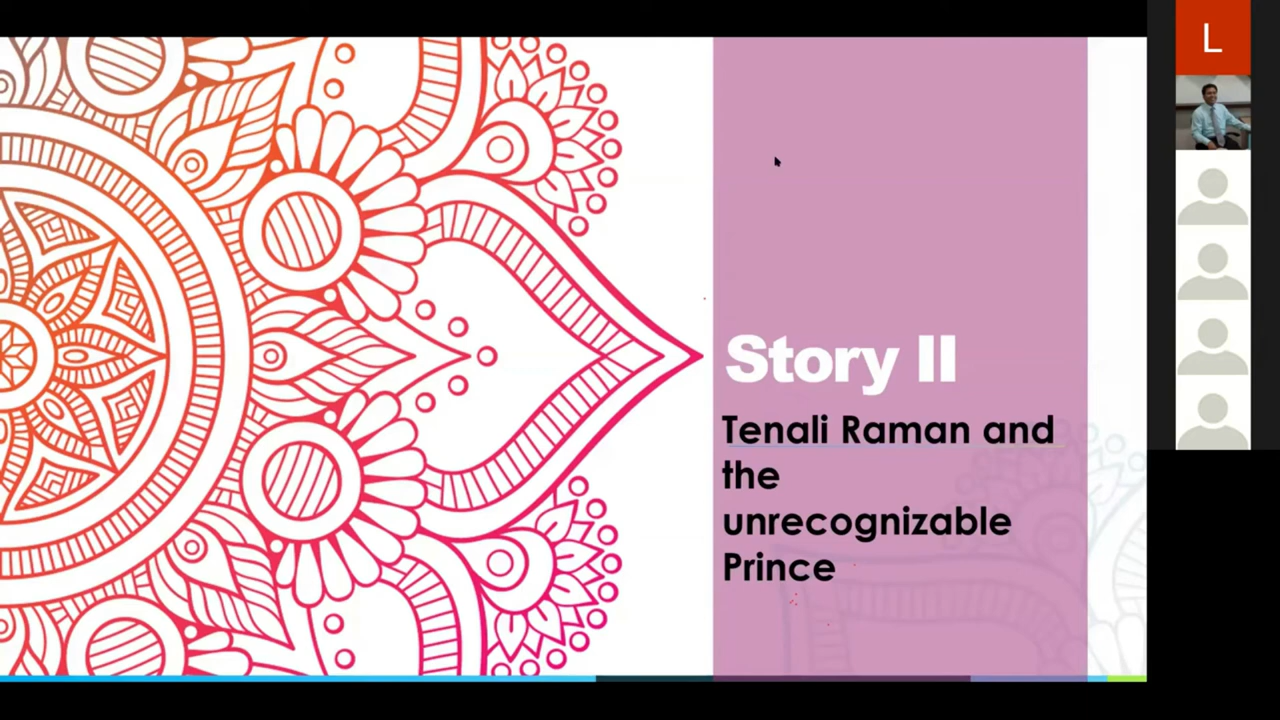 L
Story II
Tenali Raman and
the
unrecognizable
Prince